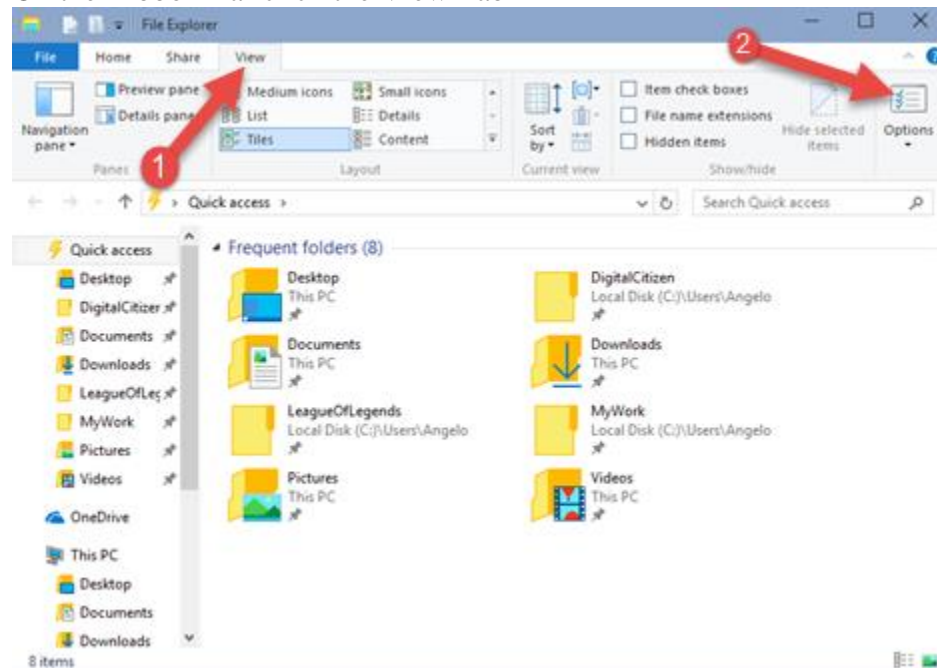 File Explorer
File Home Share View
2
Preview pane
Details pane
Navigation pane
Panes
1
Medium icons
Small icons
List
Details
Tiles
Content
Layout
Sort by
Current view
Item check boxes
File name extensions
Hidden items
Hide selected items
Show/hide
Options
Quick access
Search Quick access
Quick access
Desktop
DigitalCitizer
Documents
Downloads
LeagueOfLeg
MyWork
Pictures
Videos
OneDrive
This PC
Desktop
Documents
Downloads
Frequent folders (8)
Desktop
This PC
DigitalCitizen
Local Disk (C:)\Users\Angelo
Documents
This PC
Downloads
This PC
LeagueOfLegends
Local Disk (C:)\Users\Angelo
MyWork
Local Disk (C:)\Users\Angelo
Pictures
This PC
Videos
This PC
8 items